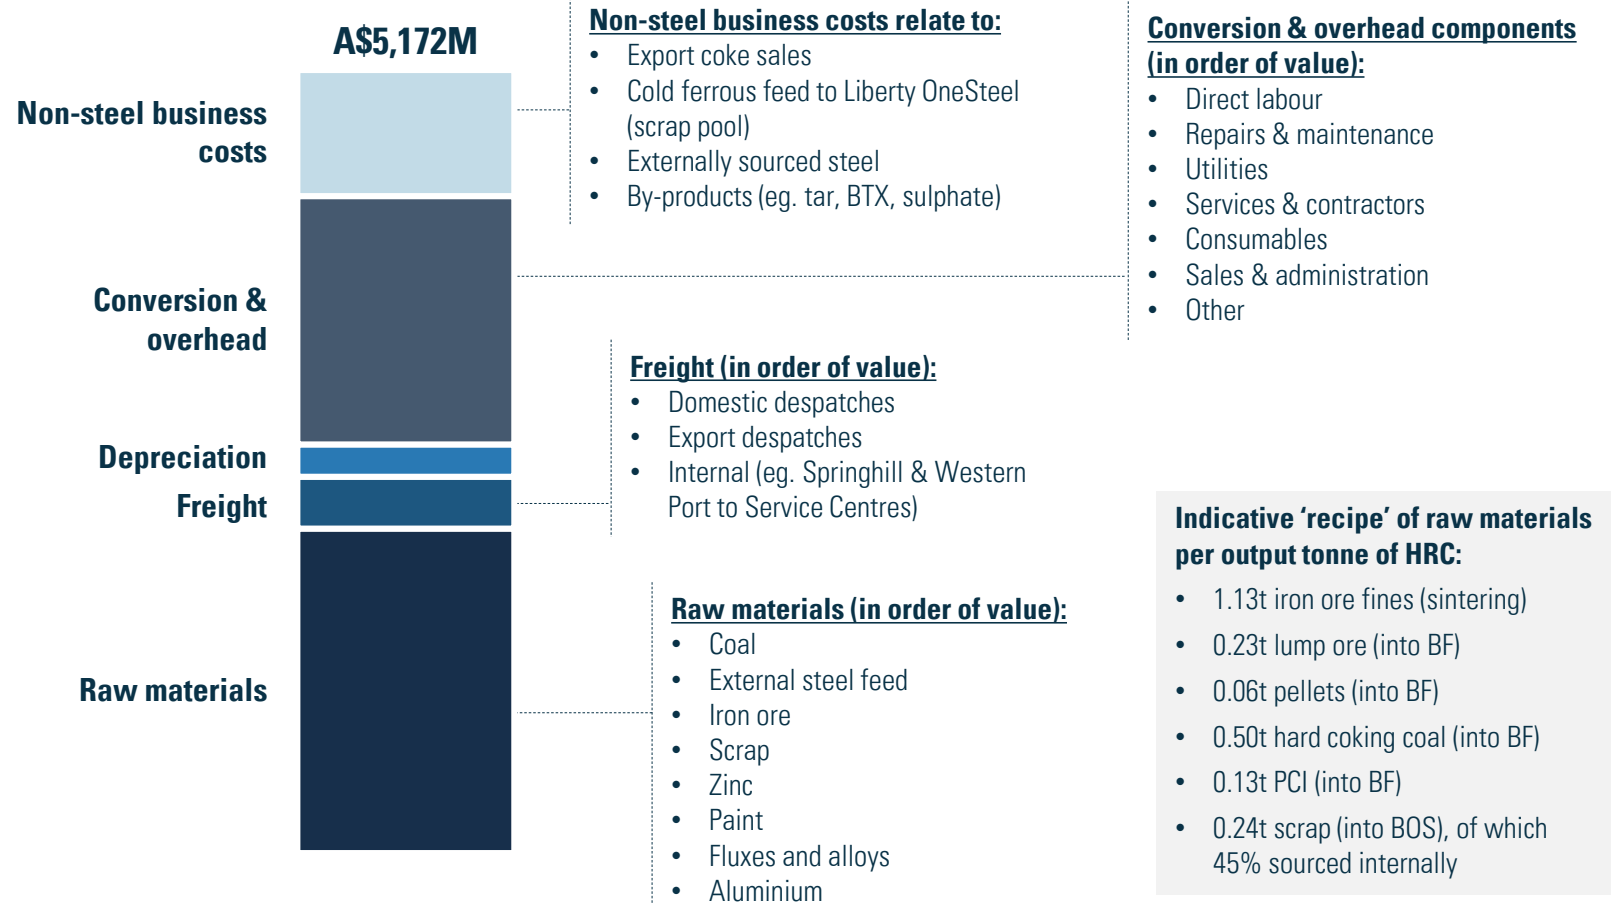 A$5,172M
Non-steel business
costs
Conversion &
overhead
Depreciation
Freight
Raw materials
Non-steel business costs relate to:
• Export coke sales
• Cold ferrous feed to Liberty OneSteel
(scrap pool)
• Externally sourced steel
• By-products (eg. tar, BTX, sulphate)
Conversion & overhead components
(in order of value):
• Direct labour
• Repairs & maintenance
• Utilities
• Services & contractors
• Consumables
• Sales & administration
• Other
Freight (in order of value):
• Domestic despatches
• Export despatches
• Internal (eg. Springhill & Western
Port to Service Centres)
Raw materials (in order of value):
• Coal
• External steel feed
• Iron ore
• Scrap
• Zinc
• Paint
• Fluxes and alloys
• Aluminium
Indicative ‘recipe’ of raw materials
per output tonne of HRC:
• 1.13t iron ore fines (sintering)
• 0.23t lump ore (into BF)
• 0.06t pellets (into BF)
• 0.50t hard coking coal (into BF)
• 0.13t PCI (into BF)
• 0.24t scrap (into BOS), of which
45% sourced internally